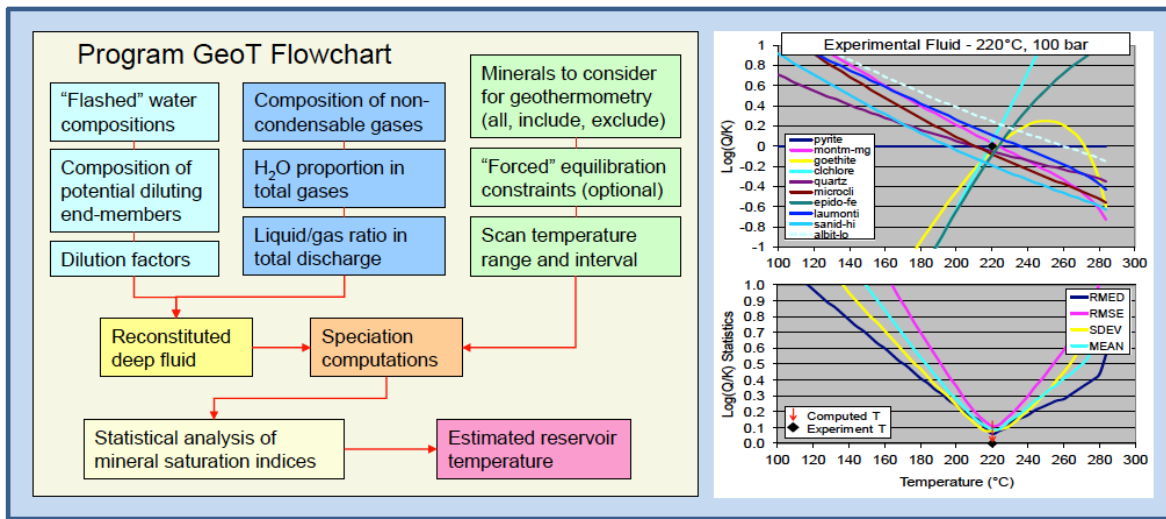 Program GeoT Flowchart
“Flashed” water
compositions
Composition of
potential diluting
end-members
Dilution factors
Composition of non-
condensable gases
H₂O proportion in
total gases
Liquid/gas ratio in
total discharge
Minerals to consider
for geothermometry
(all, include, exclude)
“Forced” equilibration
constraints (optional)
Scan temperature
range and interval
Reconstituted
deep fluid
Speciation
computations
Statistical analysis of
mineral saturation indices
Estimated reservoir
temperature
Experimental Fluid - 220°C, 100 bar
Log(Q/K)
1
0.8
0.6
0.4
0.2
0
-0.2
-0.4
-0.6
-0.8
-1
pyrite
montm-mg
goethite
clchlore
quartz
microcli
epido-fe
laumonti
sanid-hi
albit-lo
100 120 140 160 180 200 220 240 260 280 300
Log(Q/K) Statistics
1.0
0.9
0.8
0.7
0.6
0.5
0.4
0.3
0.2
0.1
0.0
RMED
RMSE
SDEV
MEAN
Computed T
Experiment T
100 120 140 160 180 200 220 240 260 280 300
Temperature (°C)